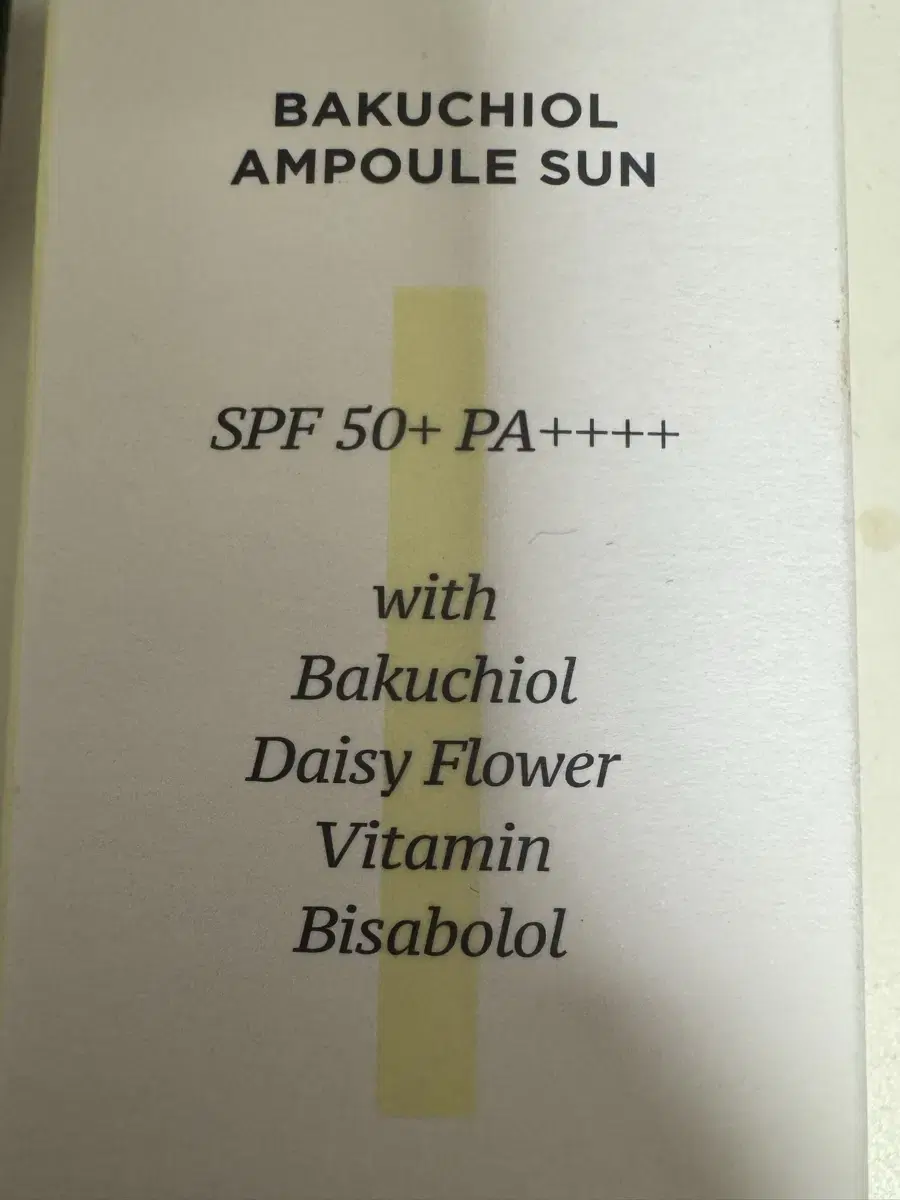 BAKUCHIOL
AMPOULE SUN
SPF 50+ PA++++
with
Bakuchiol
Daisy Flower
Vitamin
Bisabolol